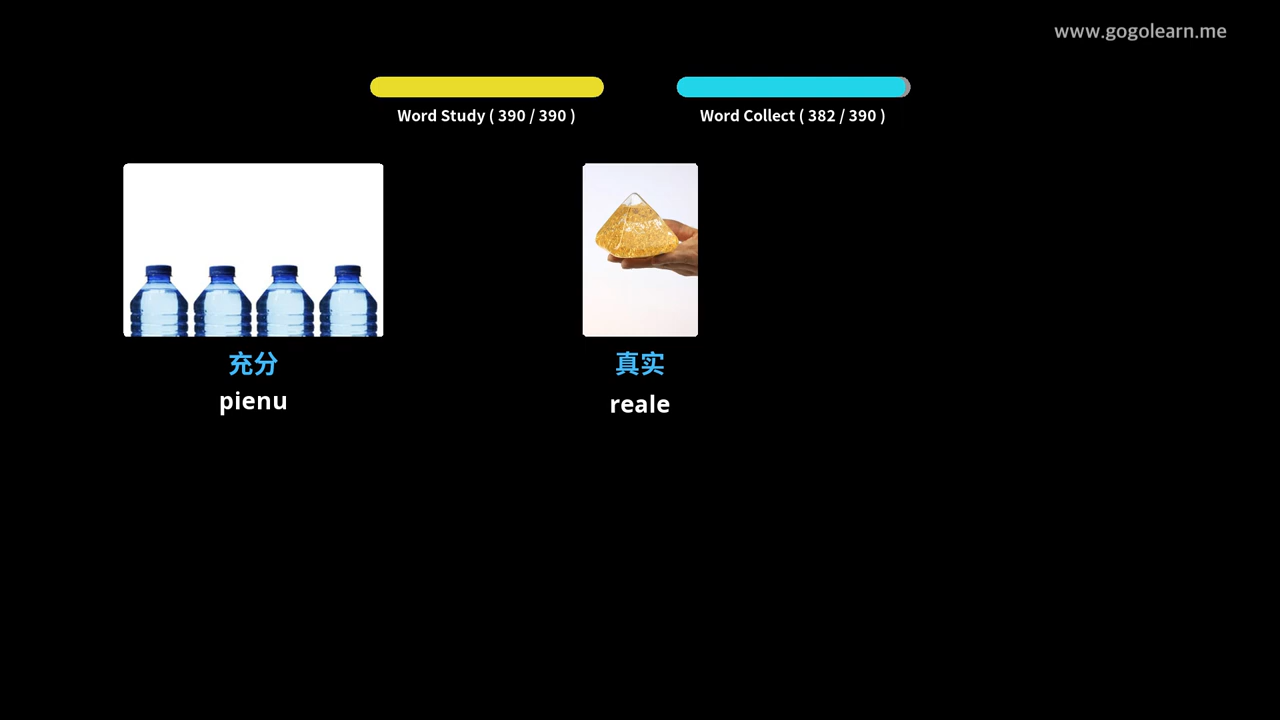 www.gogolearn.me
Word Study ( 390 / 390 )
Word Collect ( 382 / 390 )
充分
pienu
真实
reale